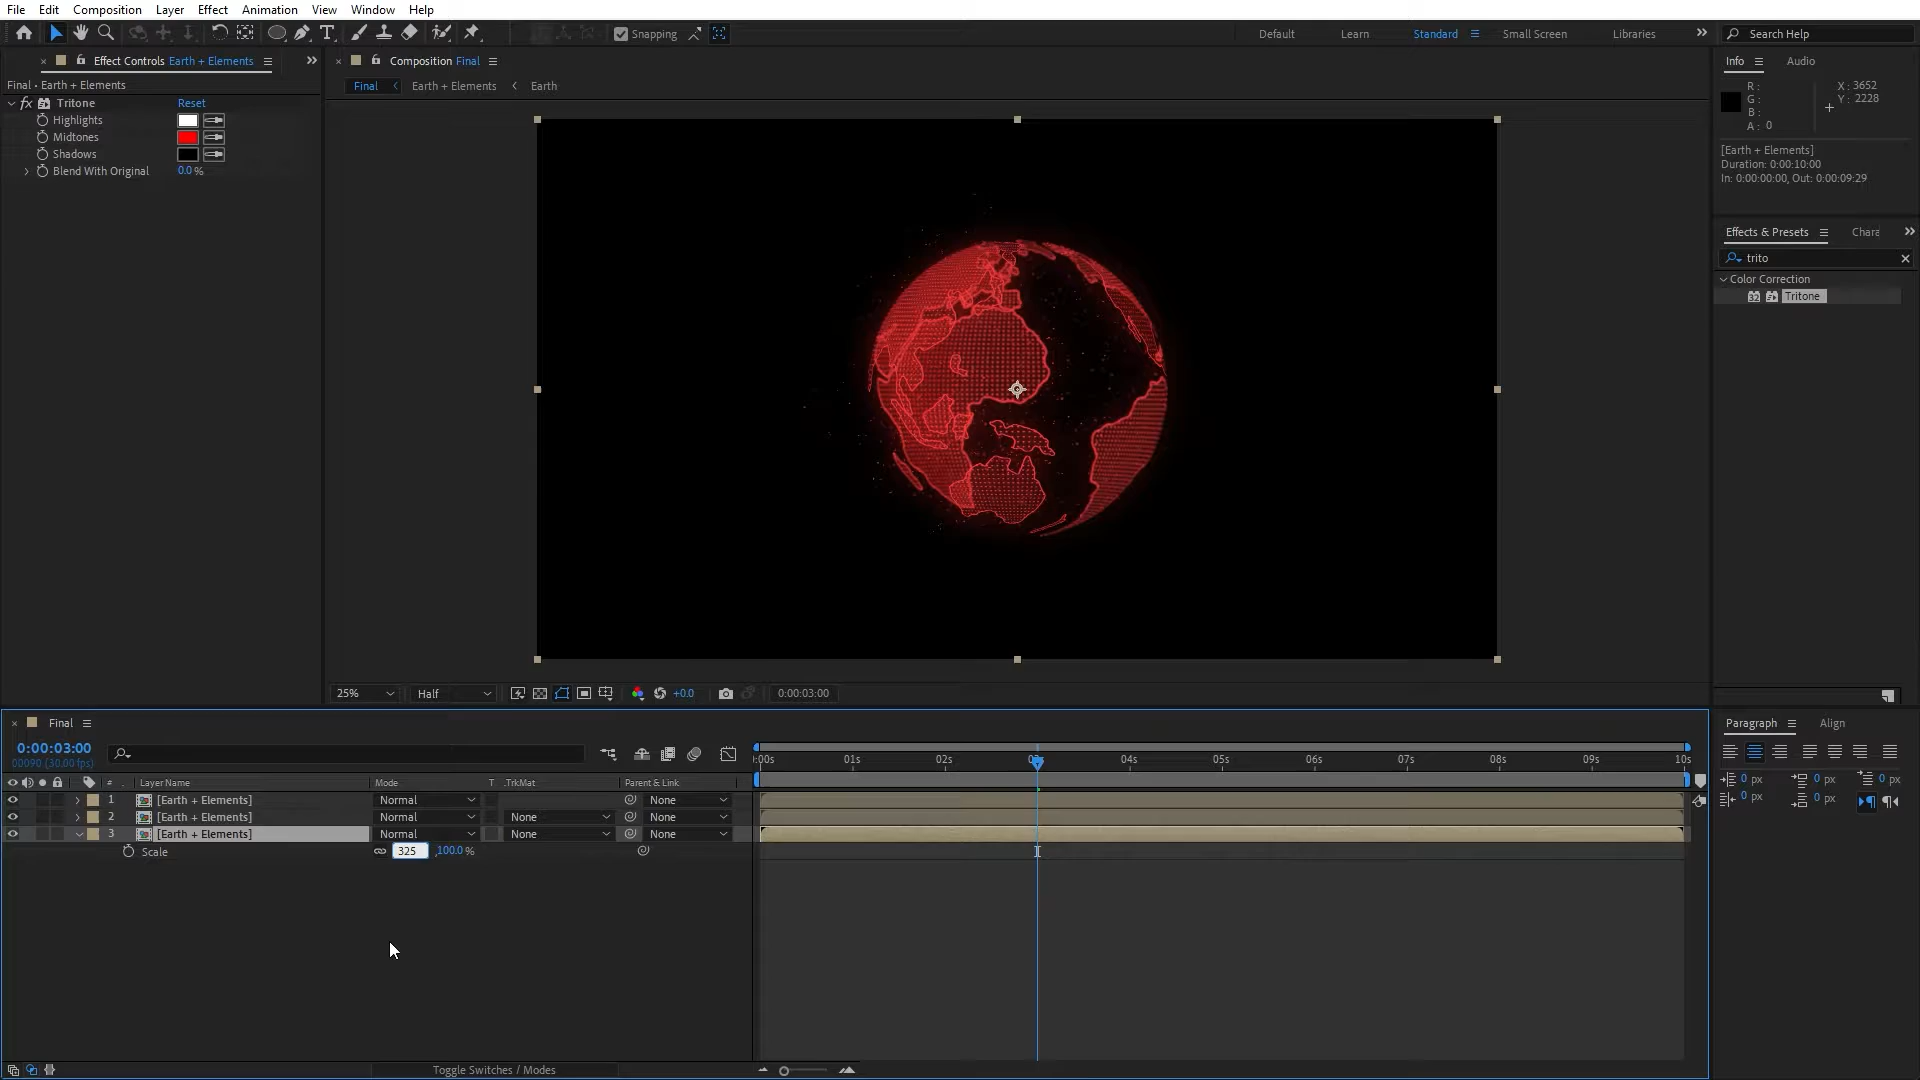 File Edit Composition Layer Effect Animation View Window Help
Snapping
Default Learn Standard Small Screen Libraries
Search Help
Effect Controls Earth + Elements
Final • Earth + Elements
fx Tritone Reset
Highlights
Midtones
Shadows
Blend With Original 0.0 %
Composition Final
Final Earth + Elements Earth
Info Audio
R : X : 3652
G : Y : 2228
B :
A : 0
[Earth + Elements]
Duration: 0:00:10:00
In: 0:00:00:00, Out: 0:00:09:29
Effects & Presets Chara
trito
Color Correction
32 Tritone
25% Half +0.0 0:00:03:00
Final
0:00:03:00
00090 (30.00 fps)
# Layer Name Mode T .TrkMat Parent & Link
1 [Earth + Elements] Normal None
2 [Earth + Elements] Normal None None
3 [Earth + Elements] Normal None None
Scale 325 ,100.0 %
:00s 01s 02s 04s 05s 06s 07s 08s 09s 10s
Toggle Switches / Modes
Paragraph Align
0 px 0 px 0 px
0 px 0 px